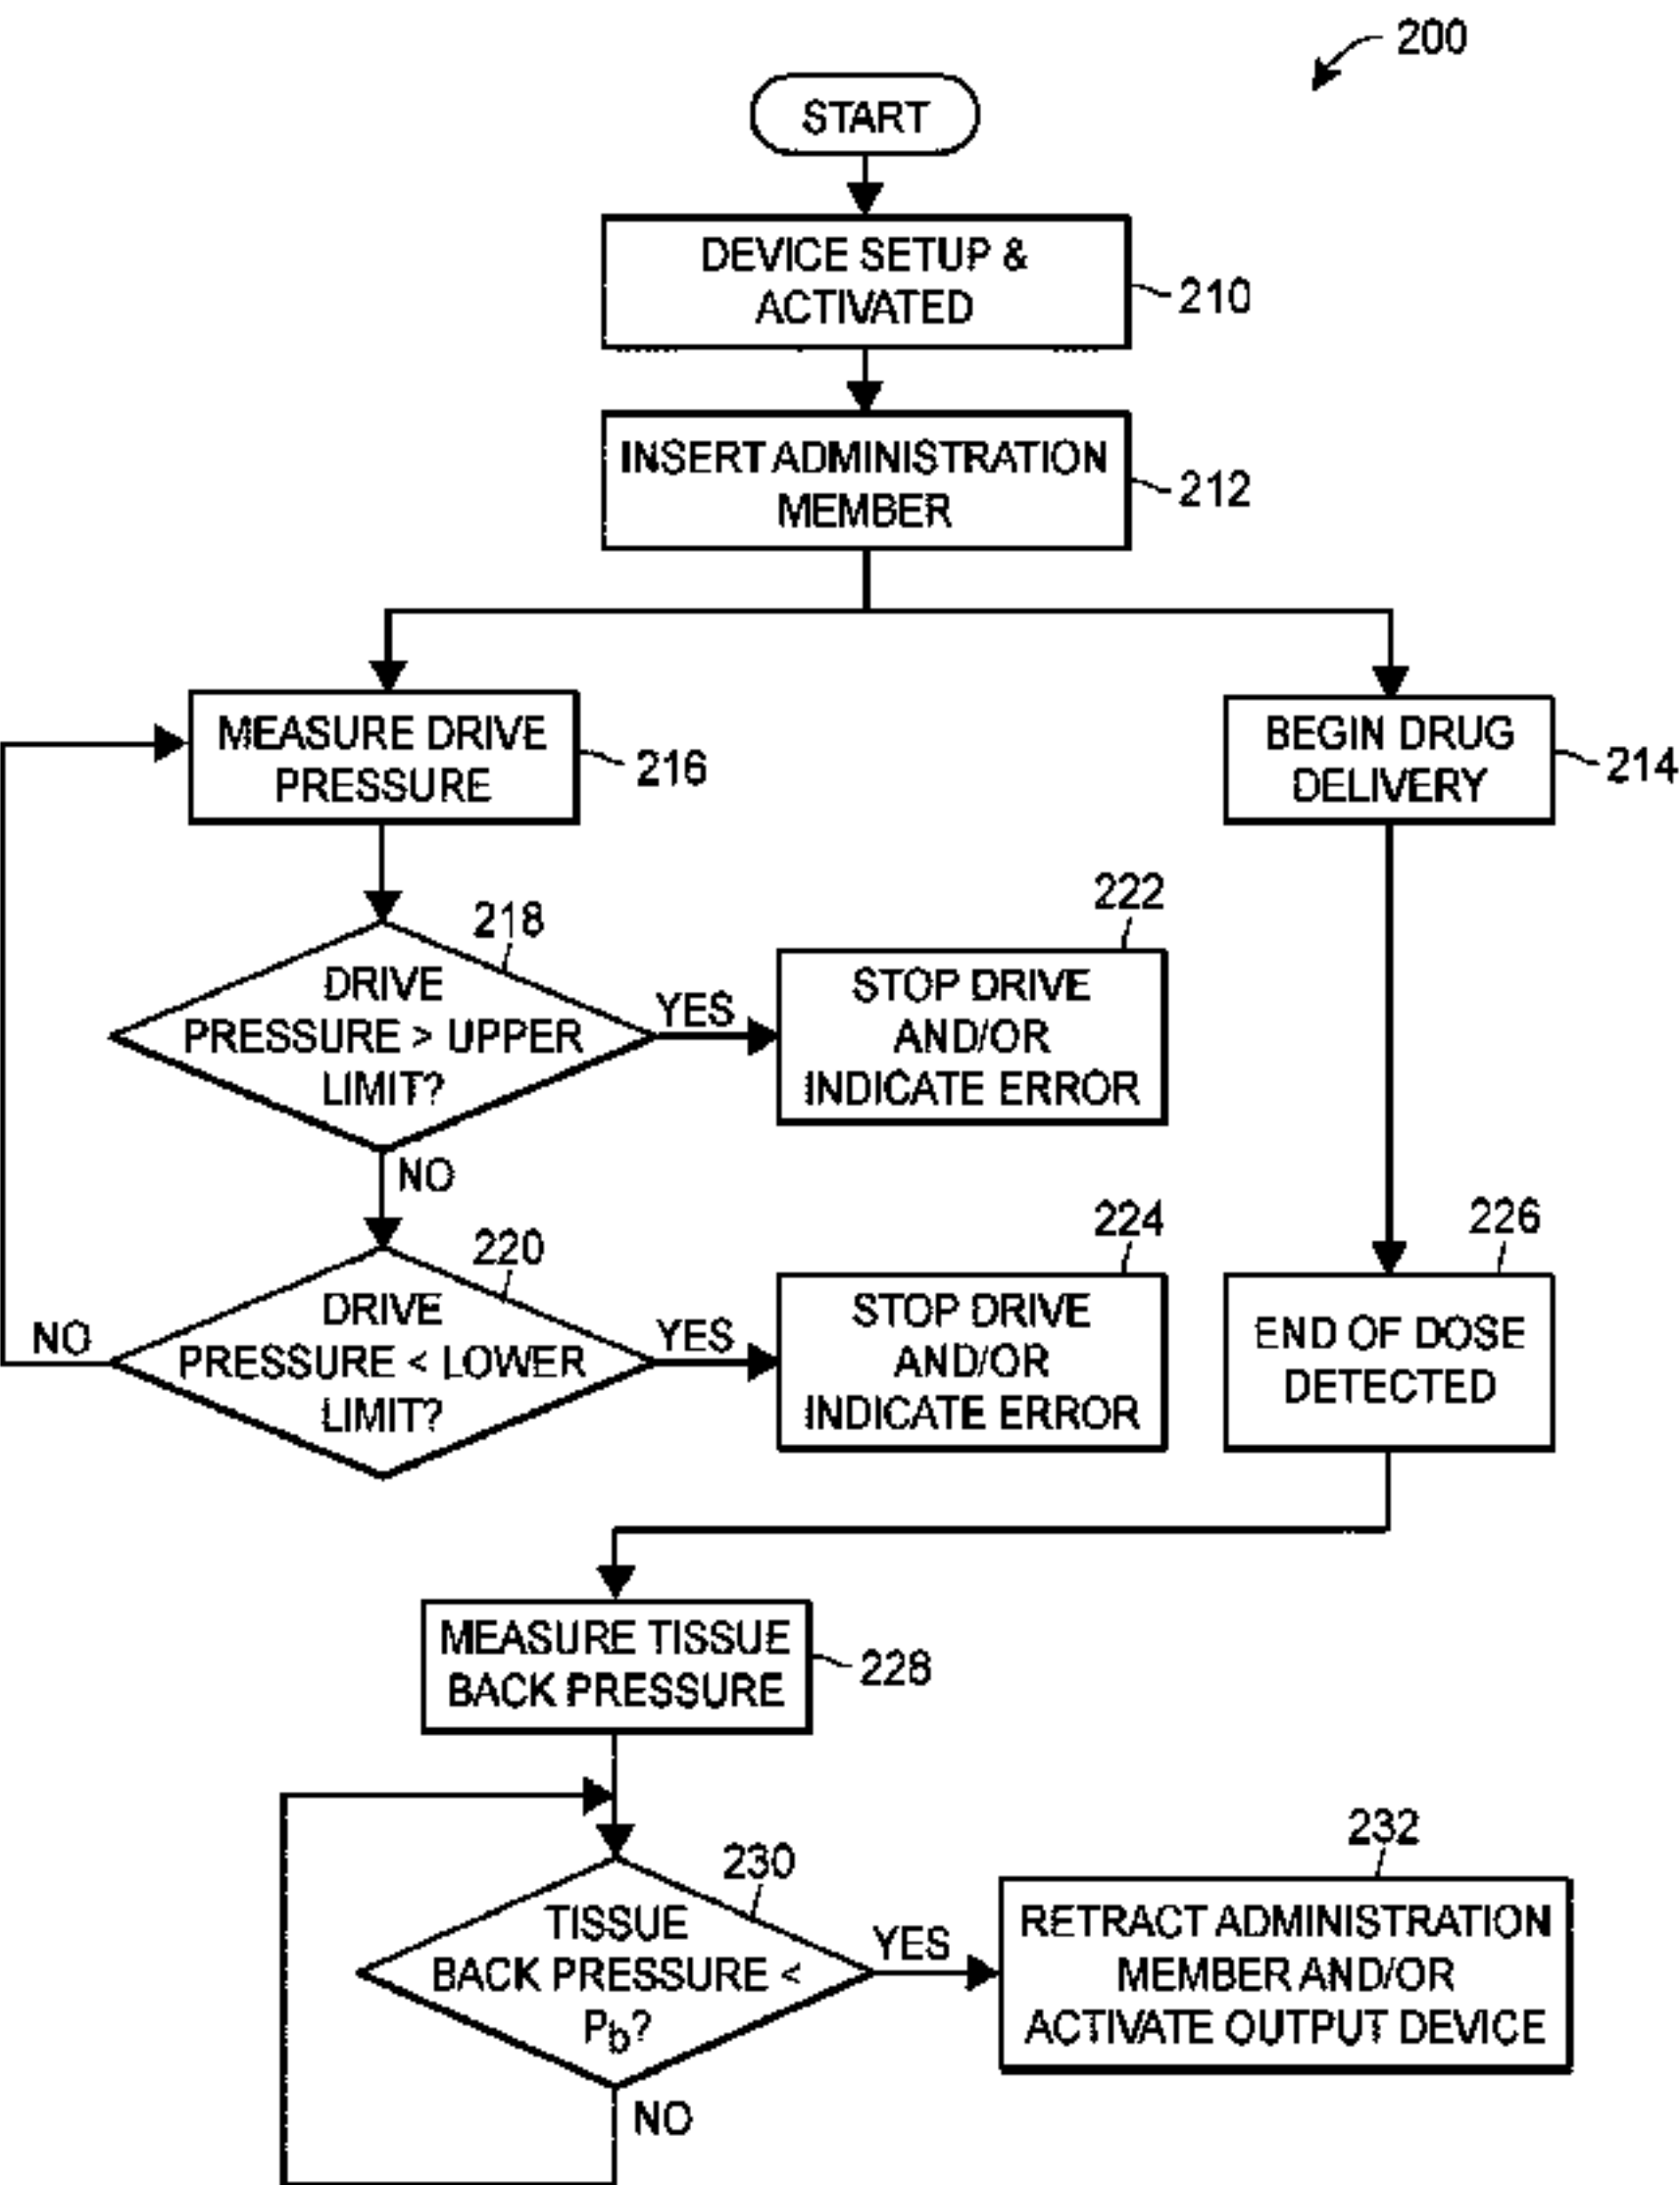 200
START
DEVICE SETUP &
ACTIVATED
210
INSERT ADMINISTRATION
MEMBER
212
MEASURE DRIVE
PRESSURE
216
BEGIN DRUG
DELIVERY
214
218
DRIVE
PRESSURE > UPPER
LIMIT?
YES
NO
222
STOP DRIVE
AND/OR
INDICATE ERROR
220
DRIVE
PRESSURE < LOWER
LIMIT?
NO
YES
224
STOP DRIVE
AND/OR
INDICATE ERROR
226
END OF DOSE
DETECTED
MEASURE TISSUE
BACK PRESSURE
228
230
TISSUE
BACK PRESSURE <
Pb?
YES
NO
232
RETRACT ADMINISTRATION
MEMBER AND/OR
ACTIVATE OUTPUT DEVICE